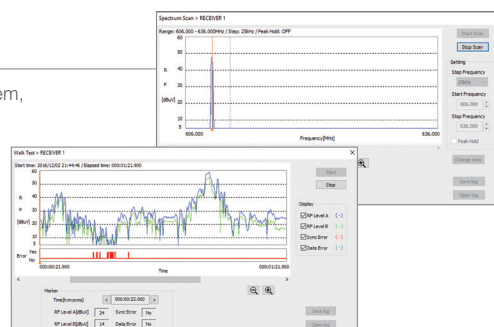 em,
Spectrum Scan > RECEIVER 1
Range: 606.000 - 636.000MHz / Step: 25kHz / Peak Hold: OFF
60
50
40
30
20
10
5
R
F
[dBuV]
606.000
636.000
Frequency[MHz]
Start Scan
Stop Scan
Setting
Step Frequency
25kHz
Start Frequency
606.000
Stop Frequency
636.000
Peak Hold
Change View
Save log
Open log
Walk Test > RECEIVER 1
Start time: 2016/12/02 21:44:46 / Elapsed time: 000:01:21.900
60
50
40
30
20
10
5
R
F
[dBuV]
Error
Yes
No
000:00:21.900
000:01:21.900
Time
Start
Stop
Display
RF Level A
RF Level B
Sync Error
Data Error
Marker
Time[h:m:s:ms]
000:00:22.000
RF Level A[dBuV] 24 Sync Error No
RF Level B[dBuV] 14 Data Error No
Save log
Open log